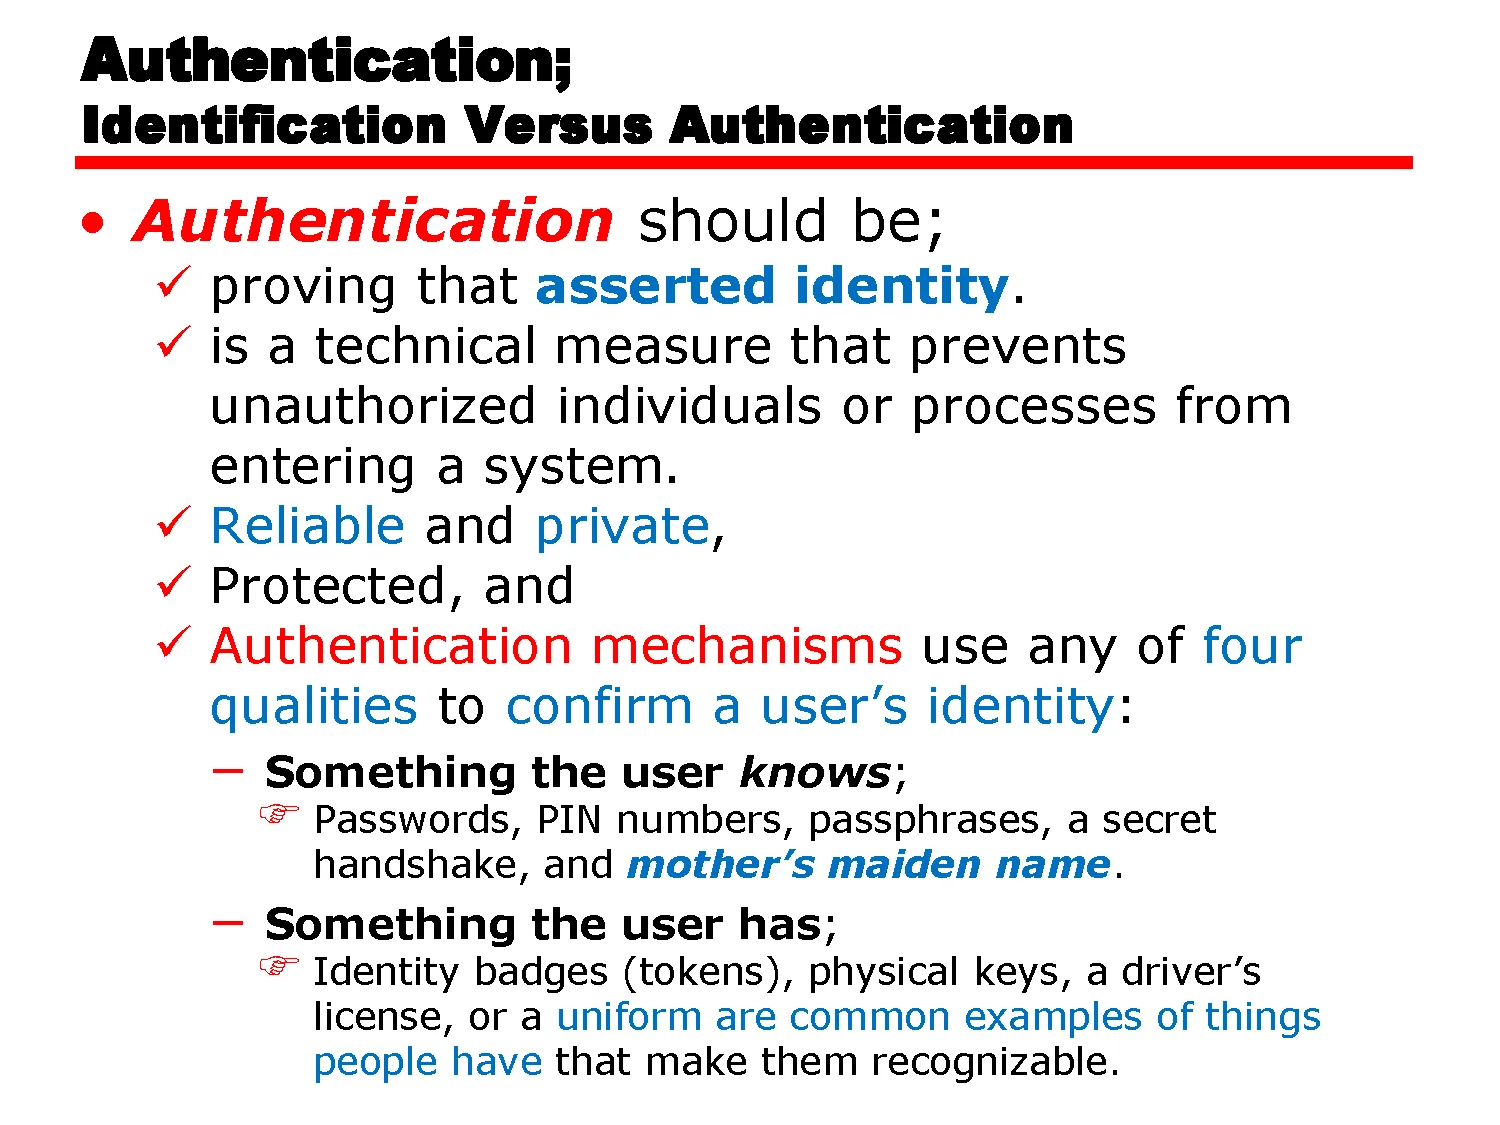 Authentication;
Identification Versus Authentication
• Authentication should be;
✓ proving that asserted identity.
✓ is a technical measure that prevents
unauthorized individuals or processes from
entering a system.
✓ Reliable and private,
✓ Protected, and
✓ Authentication mechanisms use any of four
qualities to confirm a user’s identity:
– Something the user knows;
☞ Passwords, PIN numbers, passphrases, a secret
handshake, and mother’s maiden name.
– Something the user has;
☞ Identity badges (tokens), physical keys, a driver’s
license, or a uniform are common examples of things
people have that make them recognizable.